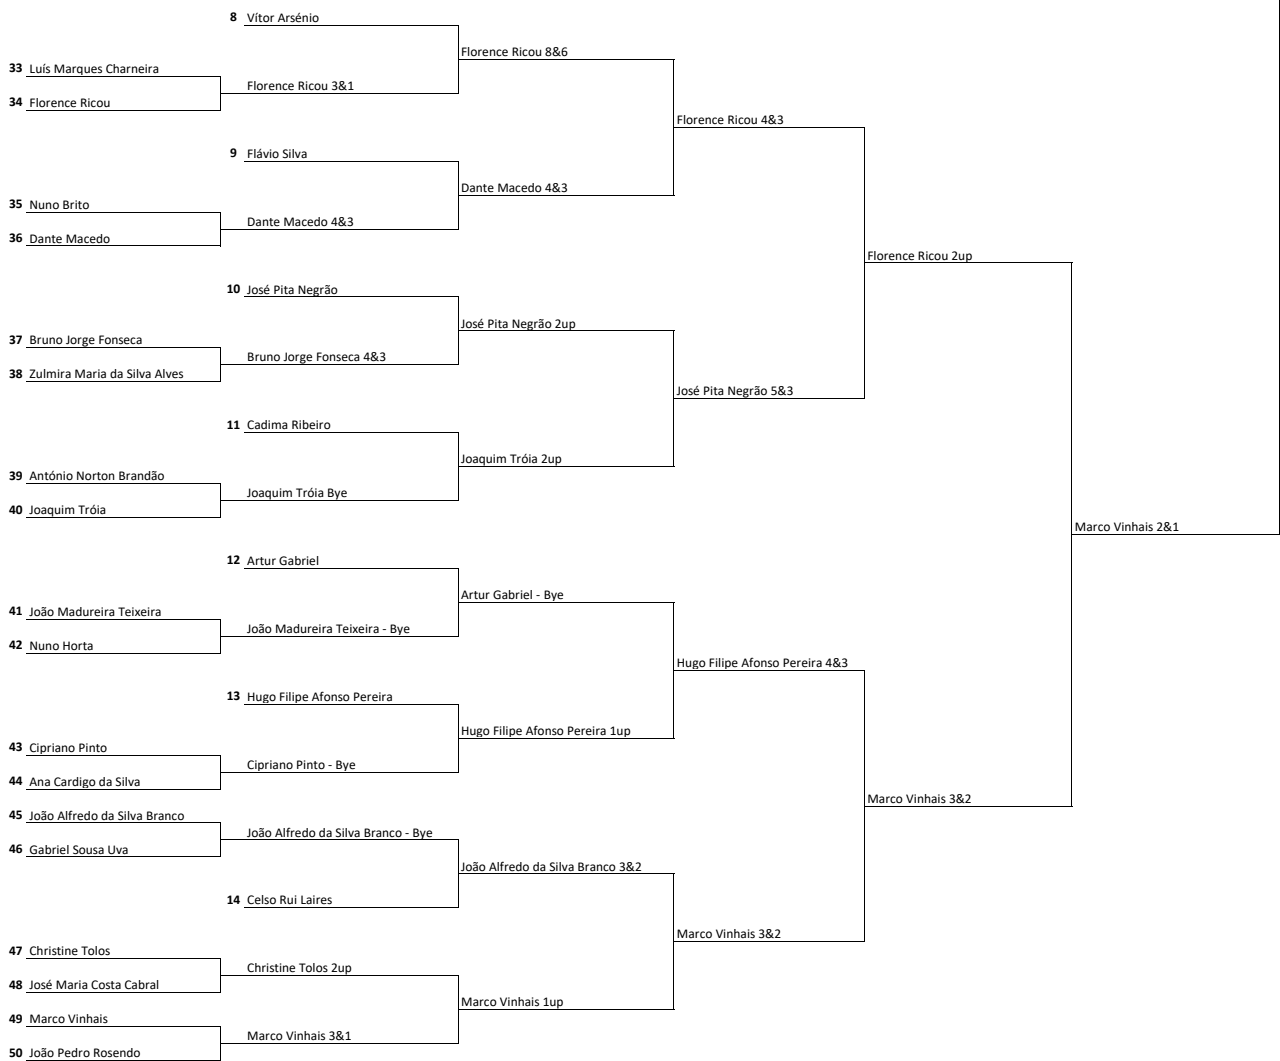 8 Vítor Arsénio
Florence Ricou 8&6
33 Luís Marques Charneira
Florence Ricou 3&1
34 Florence Ricou
Florence Ricou 4&3
9 Flávio Silva
Dante Macedo 4&3
35 Nuno Brito
Dante Macedo 4&3
36 Dante Macedo
Florence Ricou 2up
10 José Pita Negrão
José Pita Negrão 2up
37 Bruno Jorge Fonseca
Bruno Jorge Fonseca 4&3
38 Zulmira Maria da Silva Alves
José Pita Negrão 5&3
11 Cadima Ribeiro
Joaquim Tróia 2up
39 António Norton Brandão
Joaquim Tróia Bye
40 Joaquim Tróia
Marco Vinhais 2&1
12 Artur Gabriel
Artur Gabriel - Bye
41 João Madureira Teixeira
João Madureira Teixeira - Bye
42 Nuno Horta
Hugo Filipe Afonso Pereira 4&3
13 Hugo Filipe Afonso Pereira
Hugo Filipe Afonso Pereira 1up
43 Cipriano Pinto
Cipriano Pinto - Bye
44 Ana Cardigo da Silva
Marco Vinhais 3&2
45 João Alfredo da Silva Branco
João Alfredo da Silva Branco - Bye
46 Gabriel Sousa Uva
João Alfredo da Silva Branco 3&2
14 Celso Rui Laires
Marco Vinhais 3&2
47 Christine Tolos
Christine Tolos 2up
48 José Maria Costa Cabral
Marco Vinhais 1up
49 Marco Vinhais
Marco Vinhais 3&1
50 João Pedro Rosendo